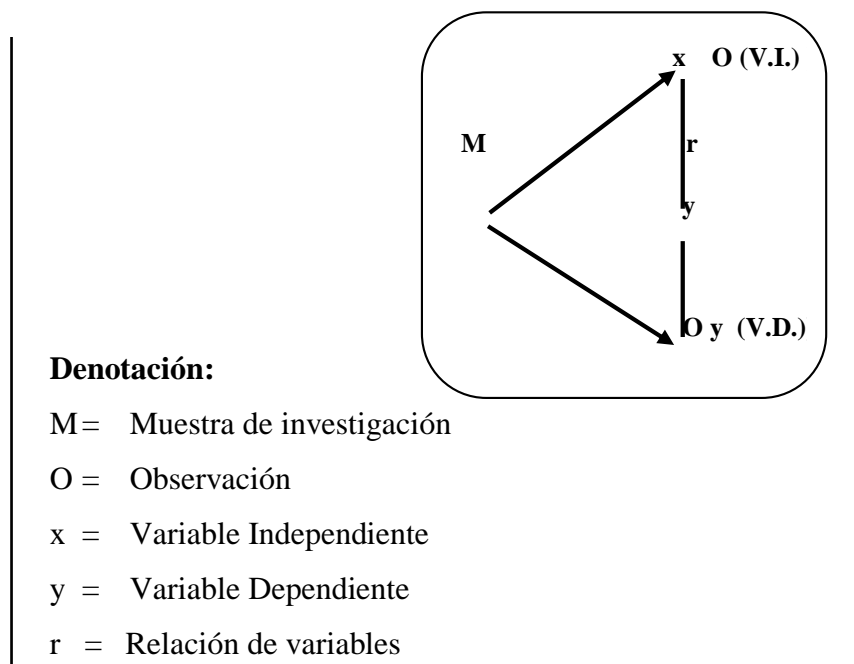 x O (V.I.)
M r
y
O y (V.D.)
Denotación:
M = Muestra de investigación
O = Observación
x = Variable Independiente
y = Variable Dependiente
r = Relación de variables